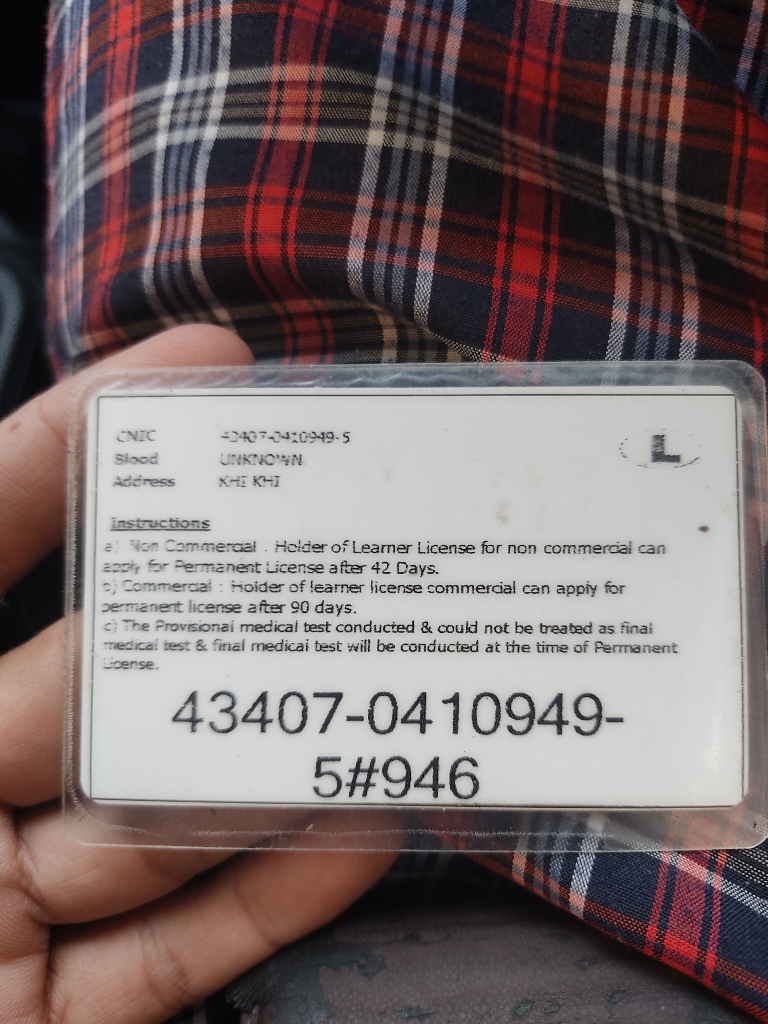 CNIC 43407-0410949-5
L
Blood UNKNOWN
Address KHI KHI
Instructions
a) Non Commercial : Holder of Learner License for non commercial can
apply for Permanent License after 42 Days.
b) Commercial : Holder of learner license commercial can apply for
permanent license after 90 days.
c) The Provisional medical test conducted & could not be treated as final
medical test & final medical test will be conducted at the time of Permanent
License.
43407-0410949-
5#946